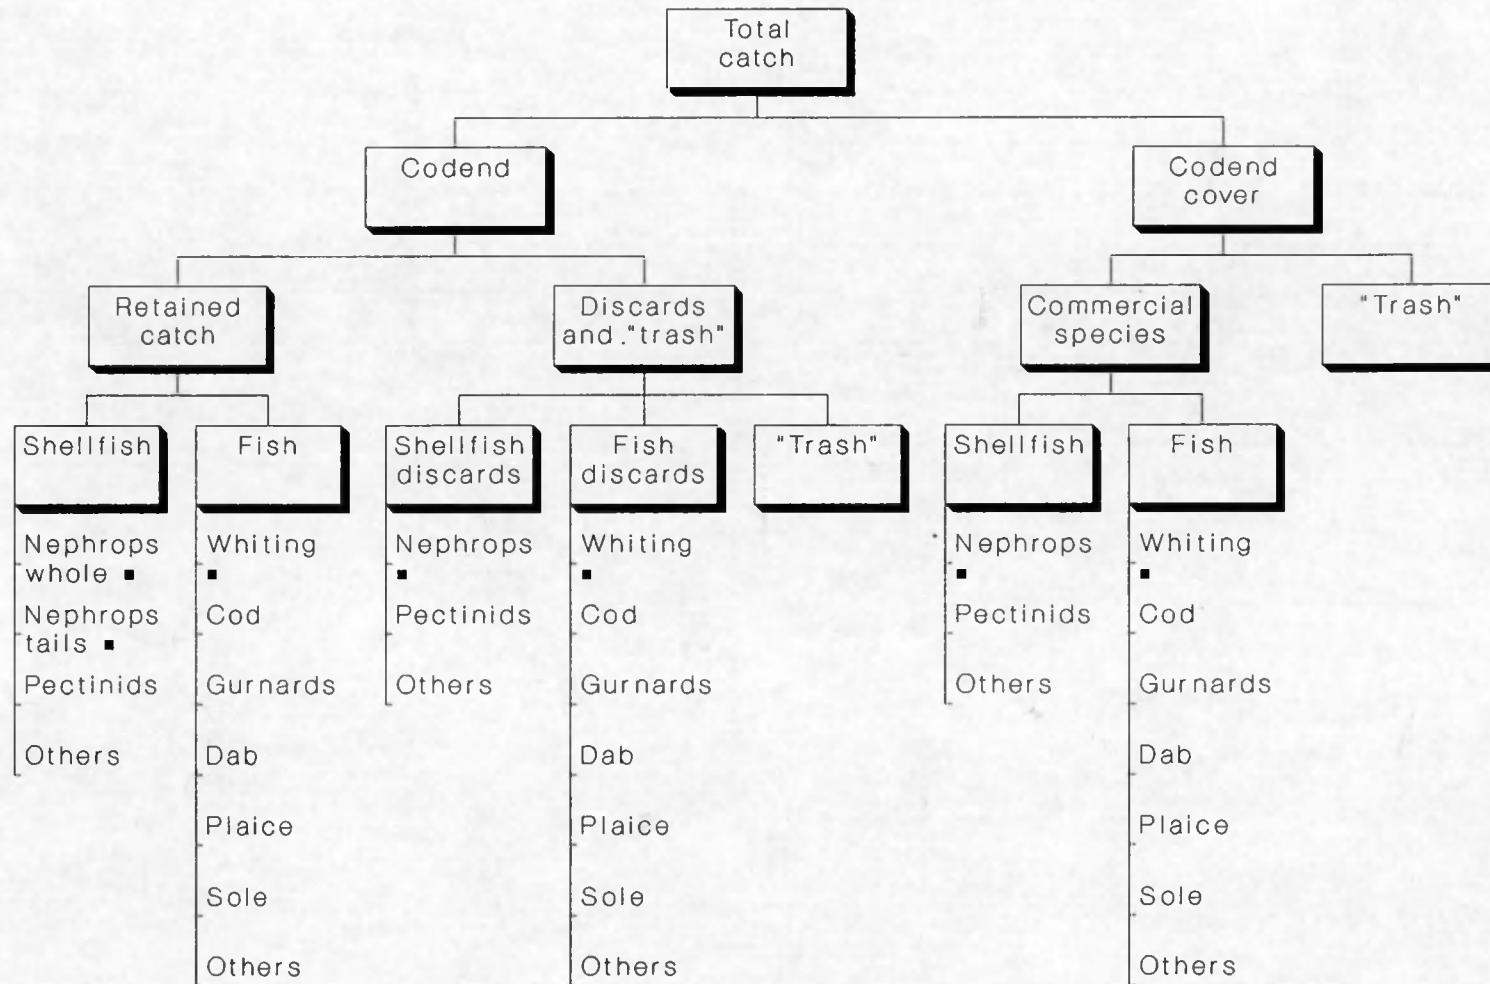 Total
catch
Codend
Codend
cover
Retained
catch
Discards
and."trash"
Commercial
species
"Trash"
Shellfish
Fish
Shellfish
discards
Fish
discards
"Trash"
Shellfish
Fish
Nephrops
whole ■
Nephrops
tails ■
Pectinids
Others
Whiting
■
Cod
Gurnards
Dab
Plaice
Sole
Others
Nephrops
■
Pectinids
Others
Whiting
■
Cod
Gurnards
Dab
Plaice
Sole
Others
Nephrops
■
Pectinids
Others
Whiting
■
Cod
Gurnards
Dab
Plaice
Sole
Others